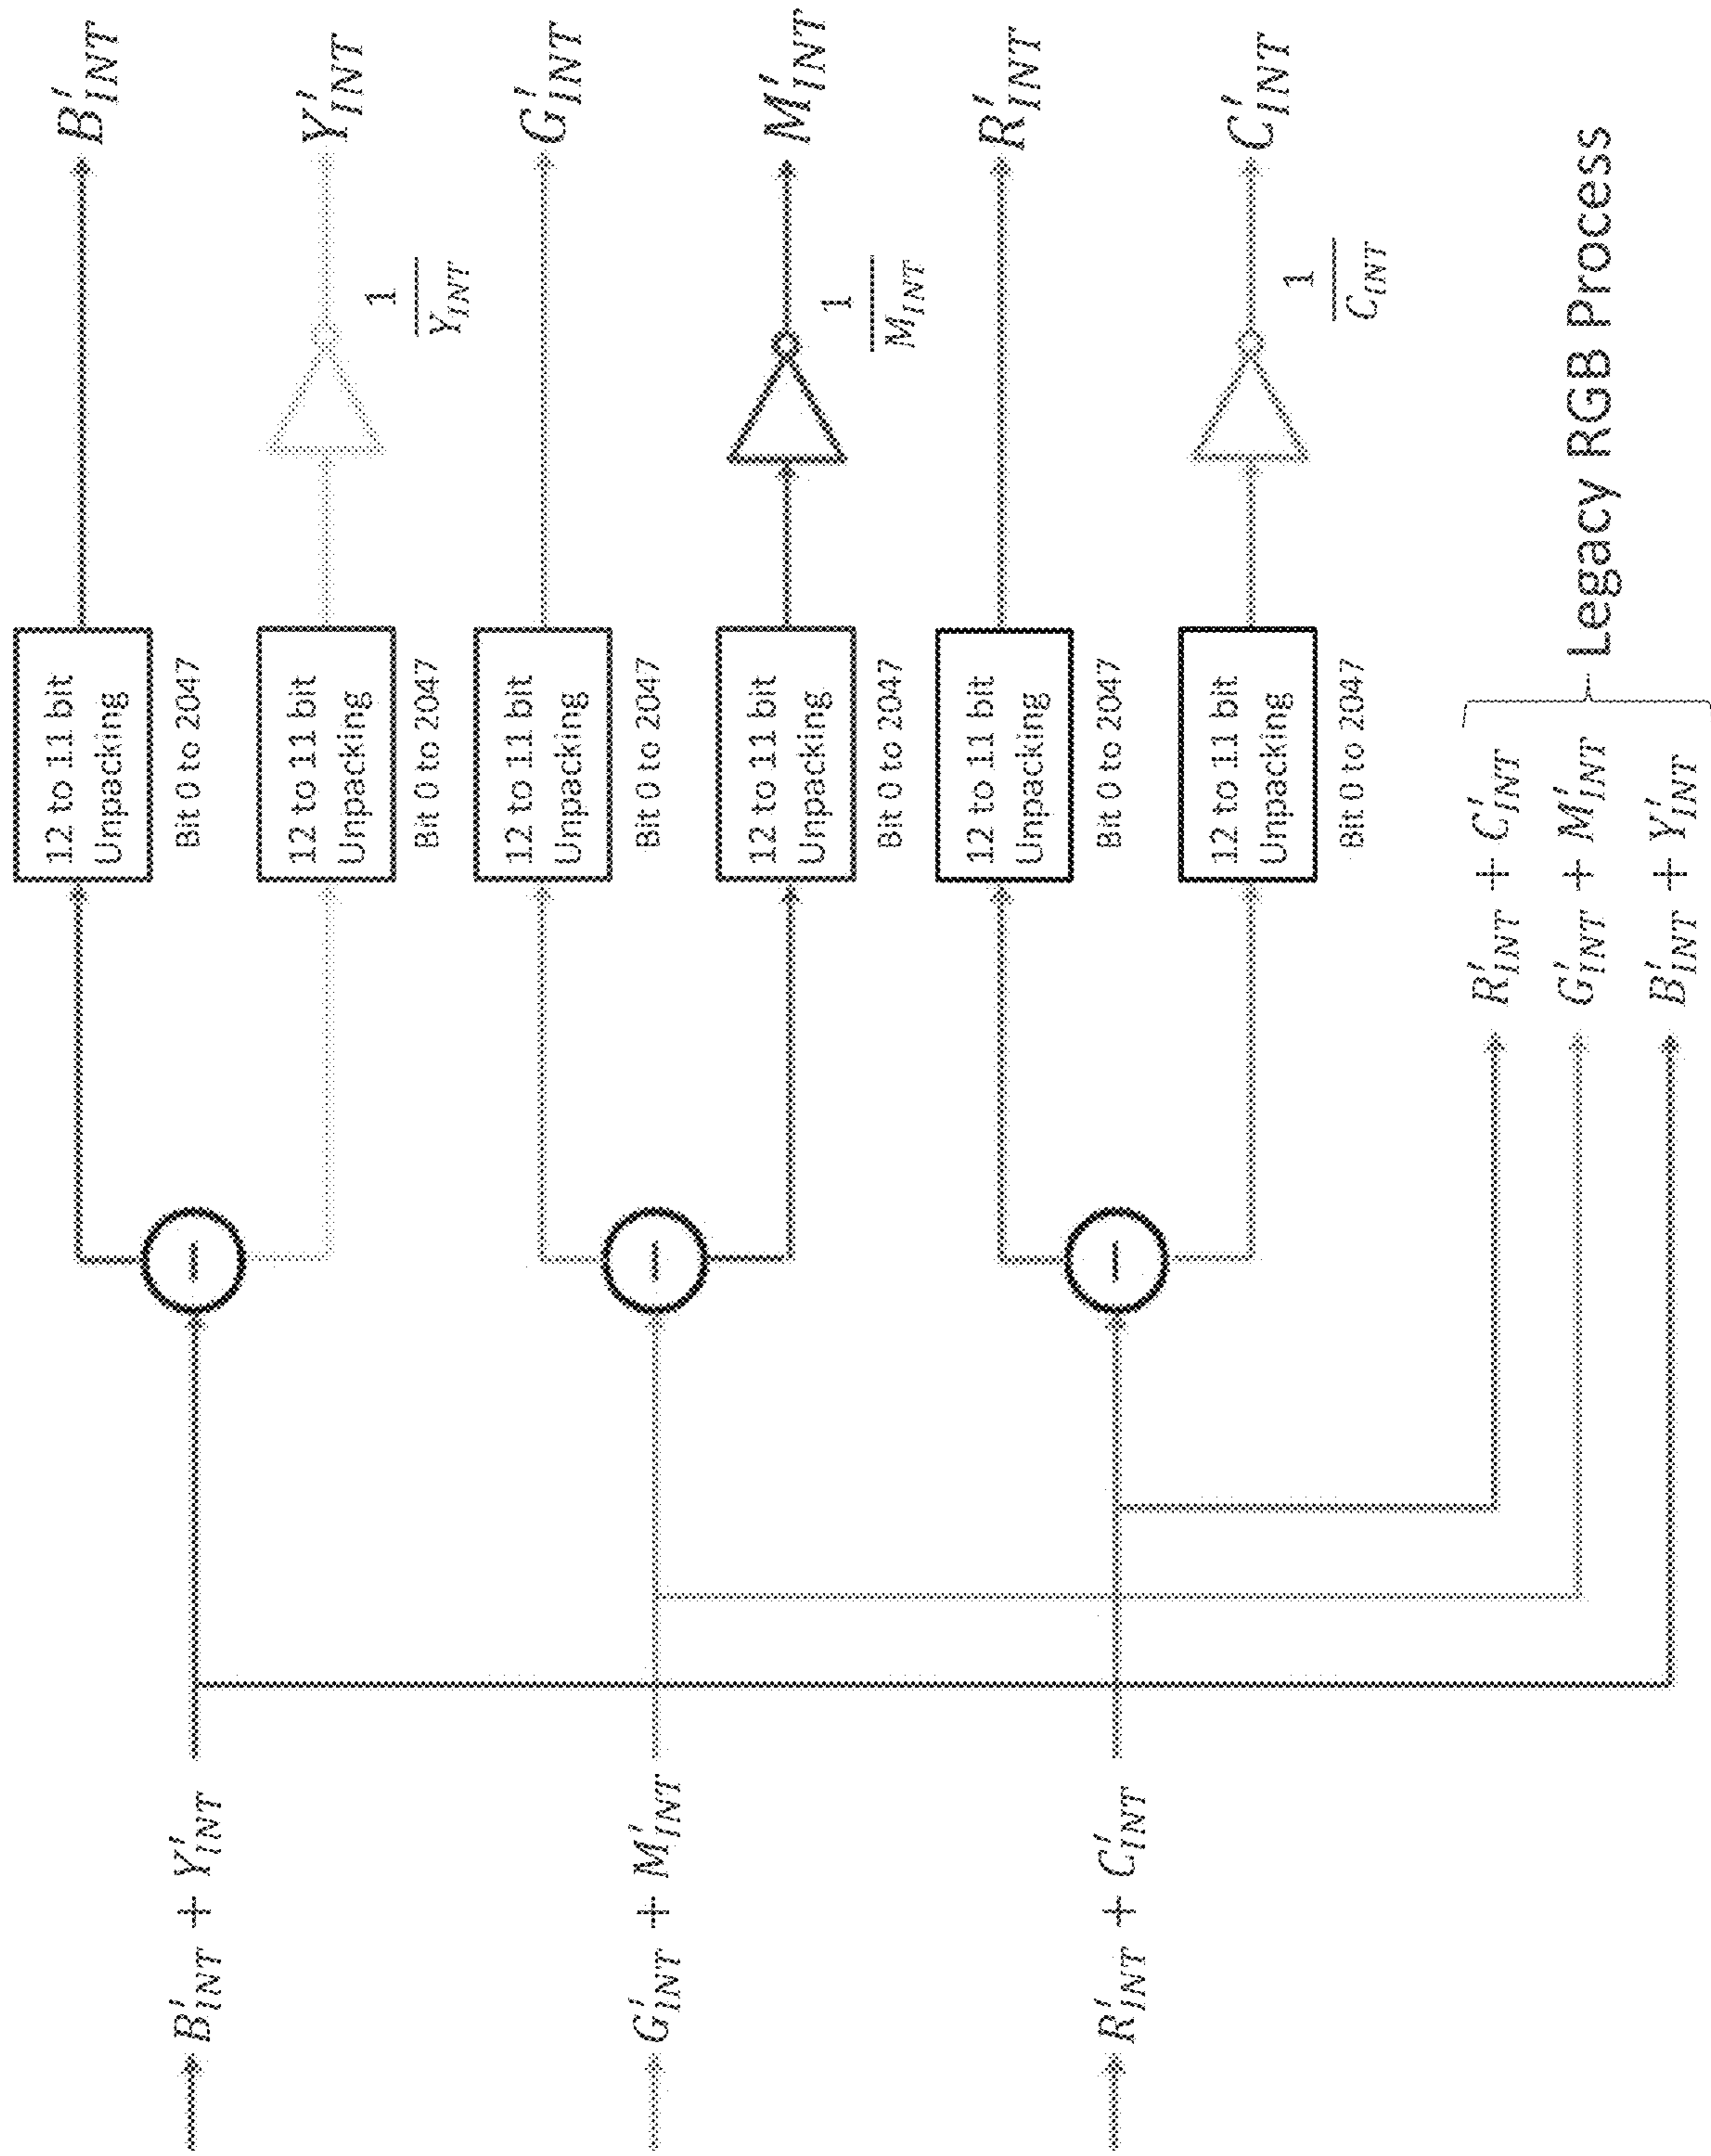 B′INT
12 to 11 bit
Unpacking
Bit 0 to 2047
B′INT + Y′INT
−
Y′INT
12 to 11 bit
Unpacking
Bit 0 to 2047
1
YINT
G′INT
12 to 11 bit
Unpacking
Bit 0 to 2047
G′INT + M′INT
−
M′INT
12 to 11 bit
Unpacking
Bit 0 to 2047
1
MINT
R′INT
12 to 11 bit
Unpacking
Bit 0 to 2047
R′INT + C′INT
−
C′INT
12 to 11 bit
Unpacking
Bit 0 to 2047
1
CINT
R′INT + C′INT
G′INT + M′INT
B′INT + Y′INT
Legacy RGB Process